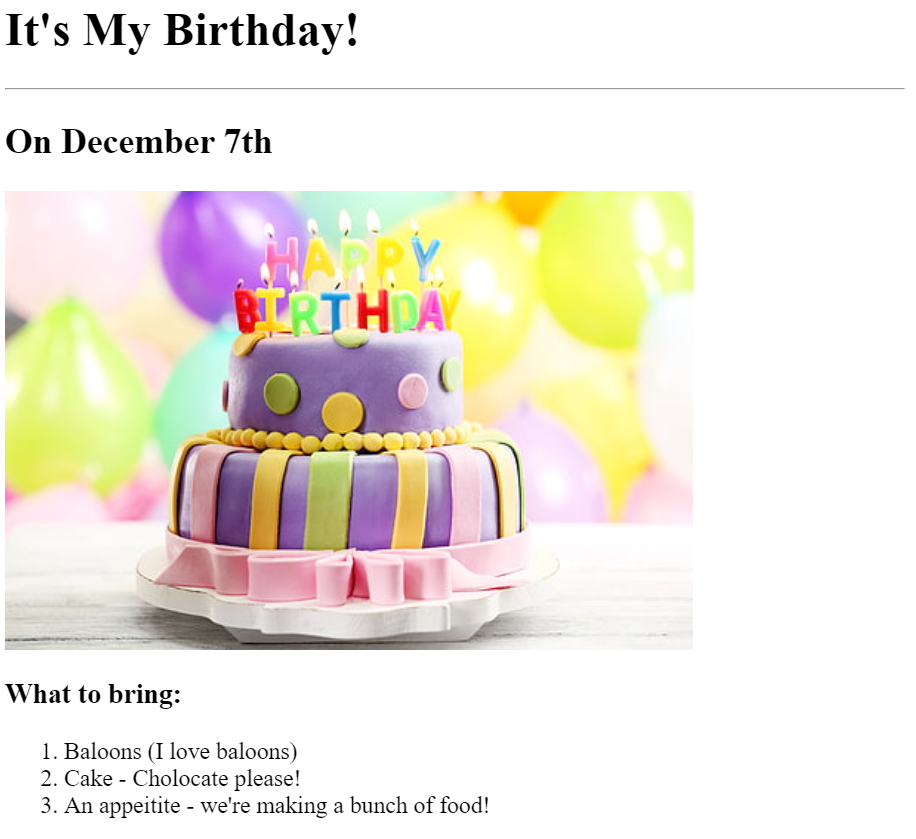 It's My Birthday!
On December 7th
HAPPY
BIRTHDAY
What to bring:
1. Baloons (I love baloons)
2. Cake - Cholocate please!
3. An appeitite - we're making a bunch of food!